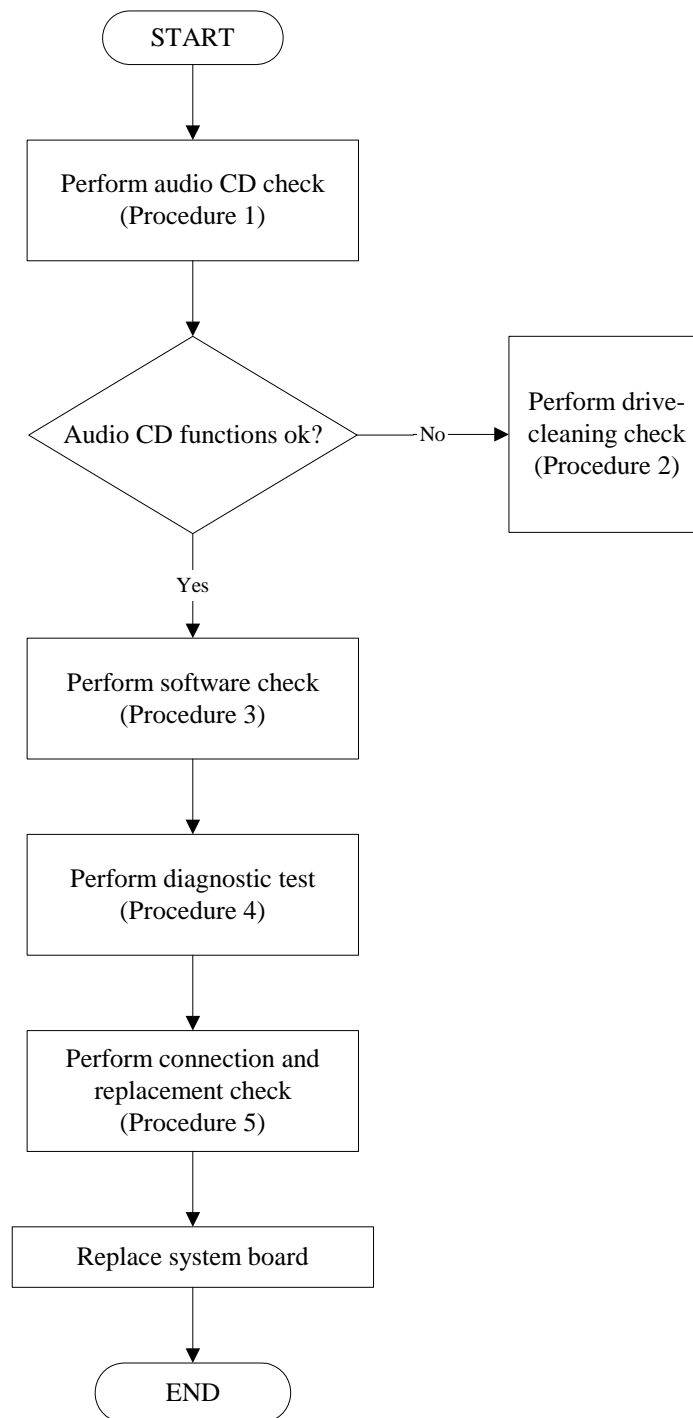 START
Perform audio CD check
(Procedure 1)
Audio CD functions ok?
No
Perform drive-
cleaning check
(Procedure 2)
Yes
Perform software check
(Procedure 3)
Perform diagnostic test
(Procedure 4)
Perform connection and
replacement check
(Procedure 5)
Replace system board
END